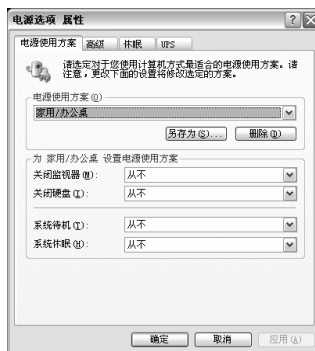 电源选项 属性
电源使用方案 高级 休眠 UPS
请选定对于您使用计算机方式最适合的电源使用方案。请
注意，更改下面的设置将修改选定的方案。
电源使用方案(O)
家用/办公桌
另存为(S)... 删除(D)
为 家用/办公桌 设置电源使用方案
关闭监视器(M): 从不
关闭硬盘(I): 从不
系统待机(T): 从不
系统休眠(H): 从不
确定 取消 应用(A)